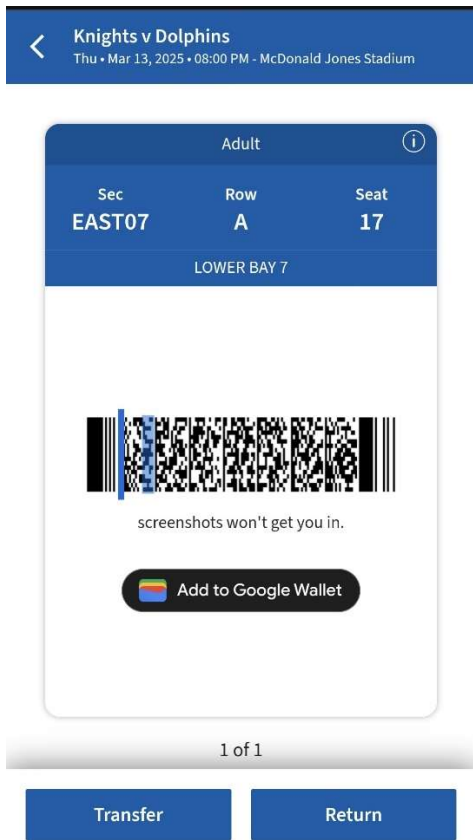 Knights v Dolphins
Thu • Mar 13, 2025 • 08:00 PM - McDonald Jones Stadium
Adult
Sec Row Seat
EAST07 A 17
LOWER BAY 7
screenshots won't get you in.
Add to Google Wallet
1 of 1
Transfer Return